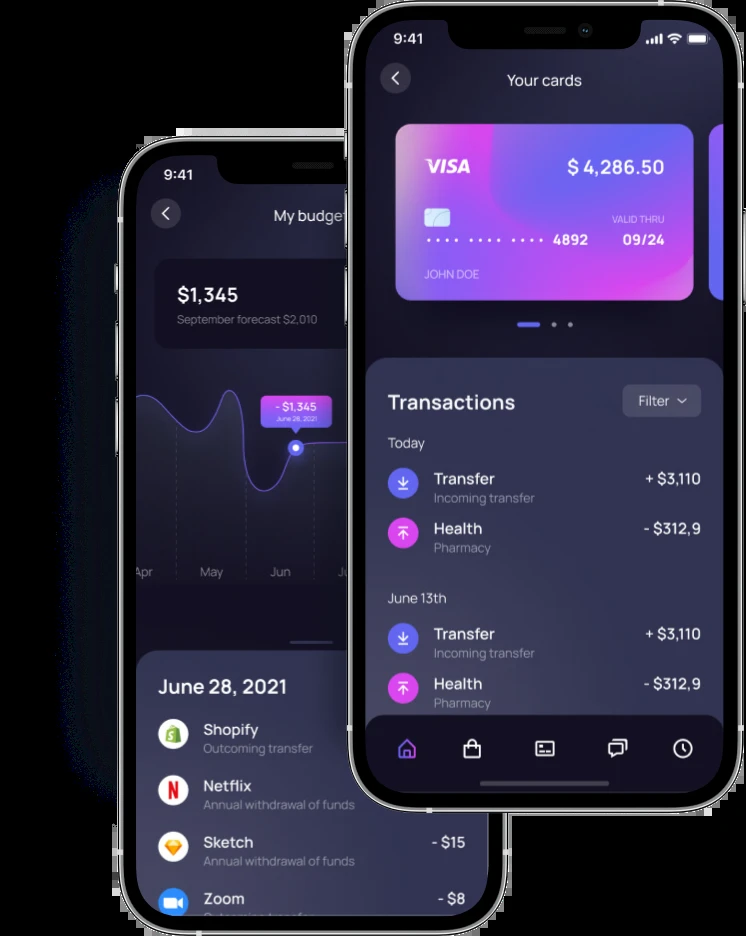 9:41
Your cards
VISA
$ 4,286.50
VALID THRU
•••• •••• •••• 4892
09/24
JOHN DOE
Transactions
Filter
Today
Transfer
+ $3,110
Incoming transfer
Health
- $312,9
Pharmacy
June 13th
Transfer
+ $3,110
Incoming transfer
Health
- $312,9
Pharmacy
9:41
My budget
$1,345
September forecast $2,010
- $1,345
June 28, 2021
Apr
May
Jun
June 28, 2021
Shopify
Outcoming transfer
N
Netflix
Annual withdrawal of funds
Sketch
- $15
Annual withdrawal of funds
Zoom
- $8